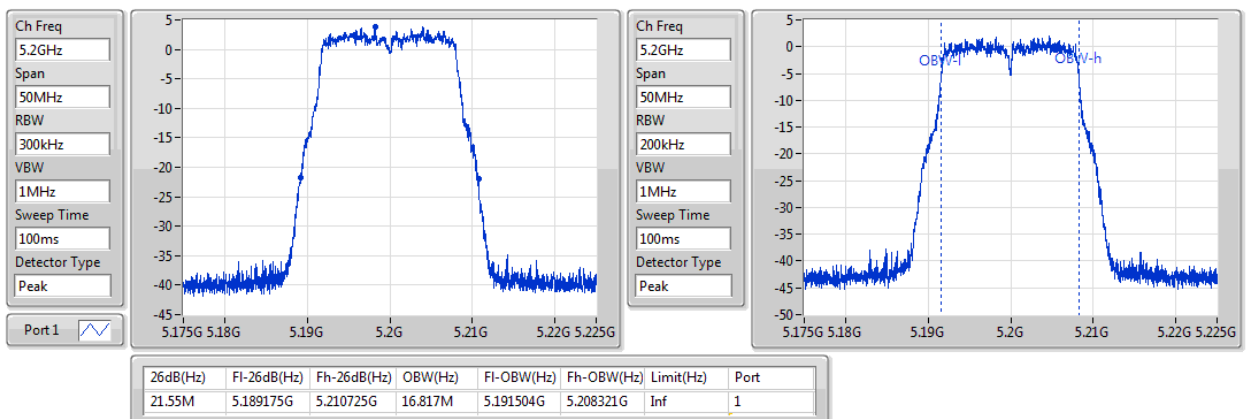 Ch Freq
5.2GHz
Span
50MHz
RBW
300kHz
VBW
1MHz
Sweep Time
100ms
Detector Type
Peak
Port 1
5
0
-5
-10
-15
-20
-25
-30
-35
-40
-45
5.175G 5.18G 5.19G 5.2G 5.21G 5.22G 5.225G
Ch Freq
5.2GHz
Span
50MHz
RBW
200kHz
VBW
1MHz
Sweep Time
100ms
Detector Type
Peak
5
0
-5
-10
-15
-20
-25
-30
-35
-40
-45
-50
OBW-l OBW-h
5.175G 5.18G 5.19G 5.2G 5.21G 5.22G 5.225G
26dB(Hz) Fl-26dB(Hz) Fh-26dB(Hz) OBW(Hz) Fl-OBW(Hz) Fh-OBW(Hz) Limit(Hz) Port
21.55M 5.189175G 5.210725G 16.817M 5.191504G 5.208321G Inf 1